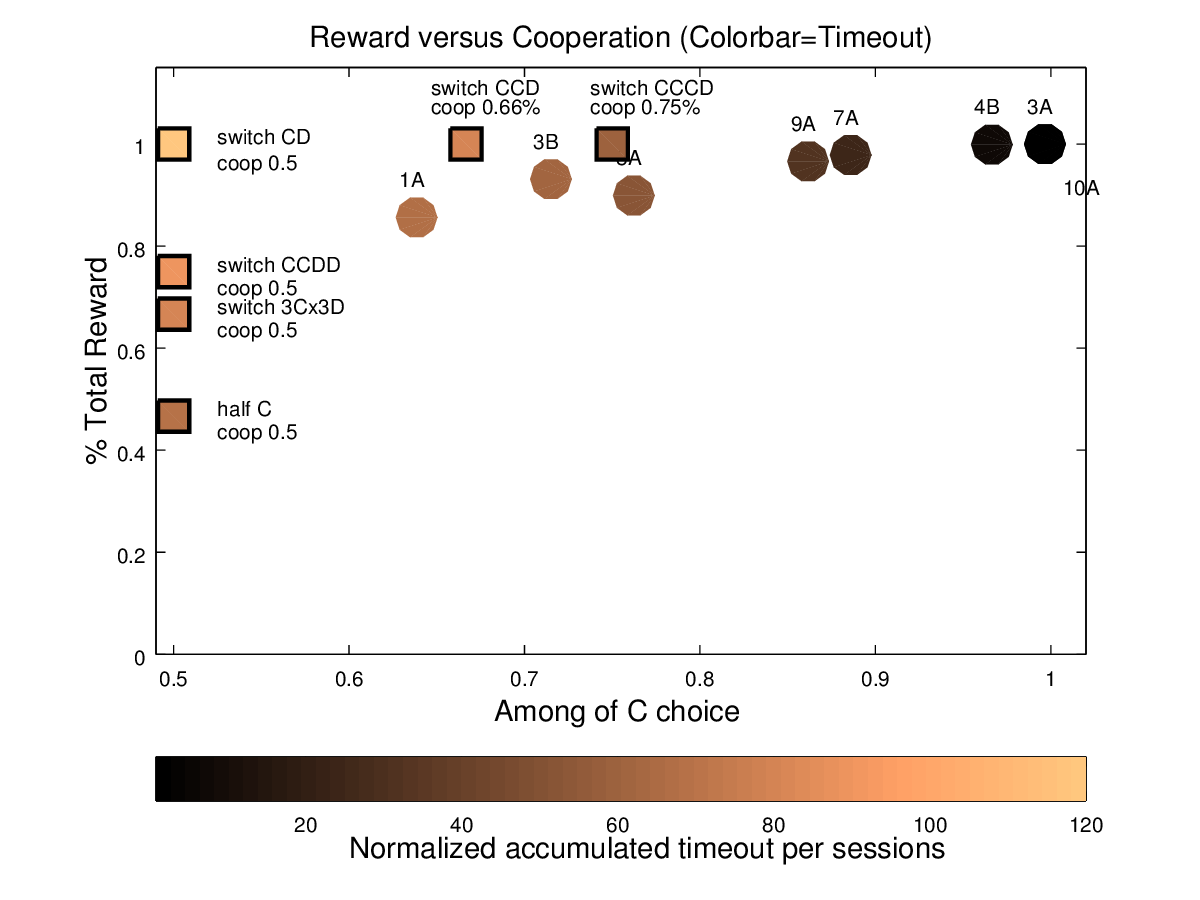 Reward versus Cooperation (Colorbar=Timeout)
switch CCD
coop 0.66%
switch CCCD
coop 0.75%
switch CD
coop 0.5
3B
9A
7A
4B
3A
1A
10A
switch CCDD
coop 0.5
switch 3Cx3D
coop 0.5
half C
coop 0.5
% Total Reward
1
0.8
0.6
0.4
0.2
0
0.5
0.6
0.7
0.8
0.9
1
Among of C choice
20
40
60
80
100
120
Normalized accumulated timeout per sessions